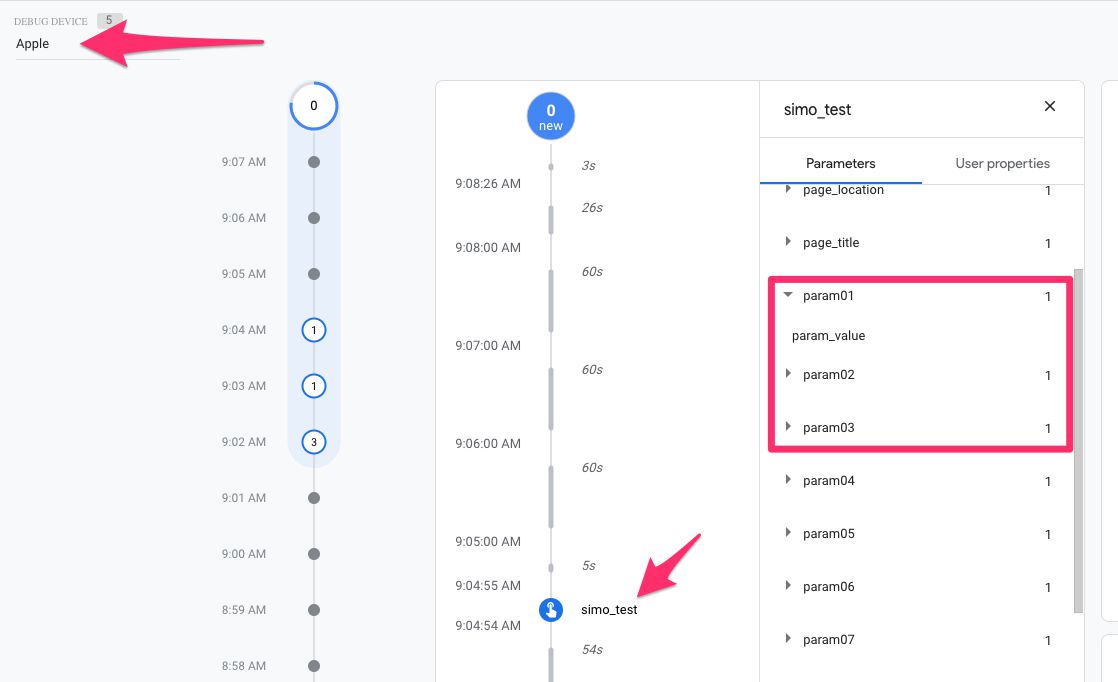 DEBUG DEVICE 5
Apple
0
9:07 AM
9:06 AM
9:05 AM
9:04 AM 1
9:03 AM 1
9:02 AM 3
9:01 AM
9:00 AM
8:59 AM
8:58 AM
0
new
3s
9:08:26 AM
26s
9:08:00 AM
60s
9:07:00 AM
60s
9:06:00 AM
60s
9:05:00 AM
5s
9:04:55 AM
simo_test
9:04:54 AM
54s
simo_test
Parameters User properties
page_location 1
page_title 1
param01 1
param_value
param02 1
param03 1
param04 1
param05 1
param06 1
param07 1